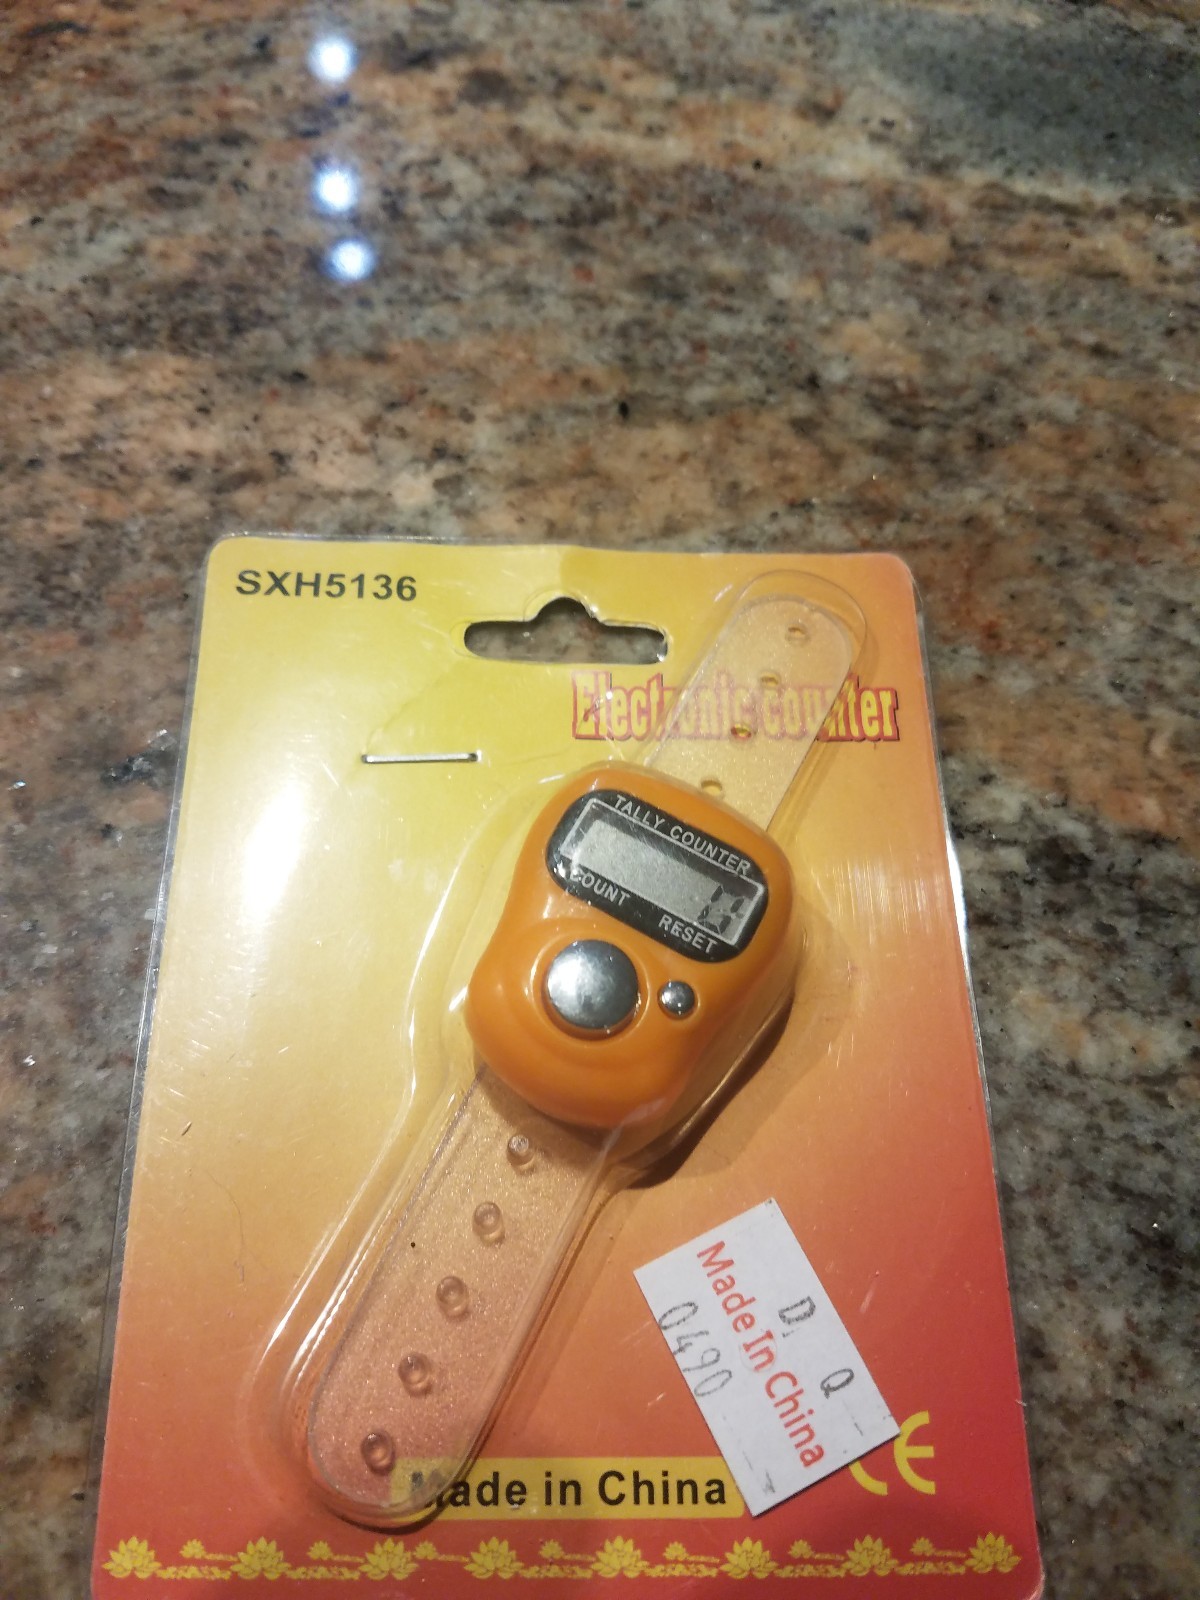 SXH5136
Electronic counter
TALLY COUNTER
COUNT RESET
D. Q
Made In China
0490
Made in China
CE